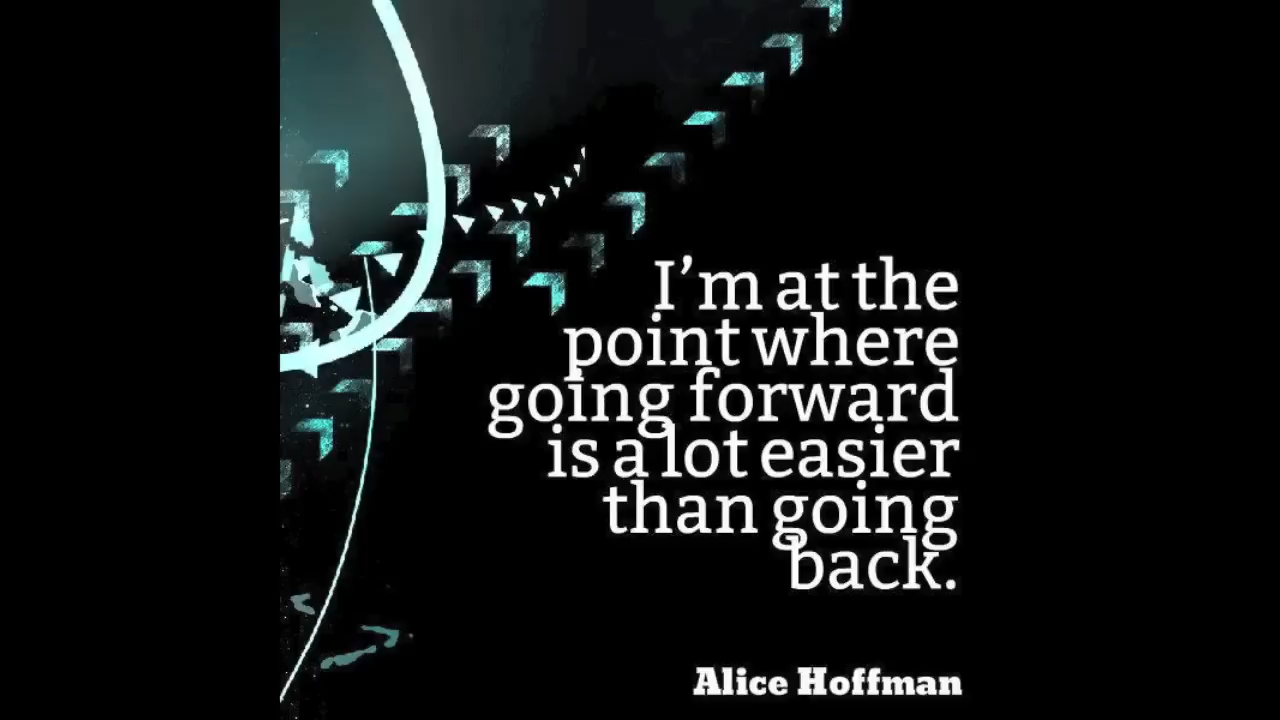 I’m at the
point where
going forward
is a lot easier
than going
back.
Alice Hoffman